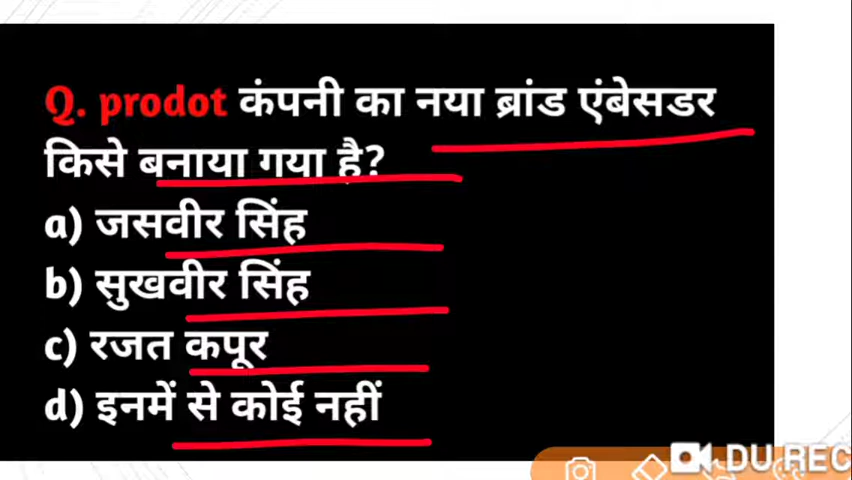 Q. prodot कंपनी का नया ब्रांड एंबेसडर
किसे बनाया गया है?
a) जसवीर सिंह
b) सुखवीर सिंह
c) रजत कपूर
d) इनमें से कोई नहीं
DU REC